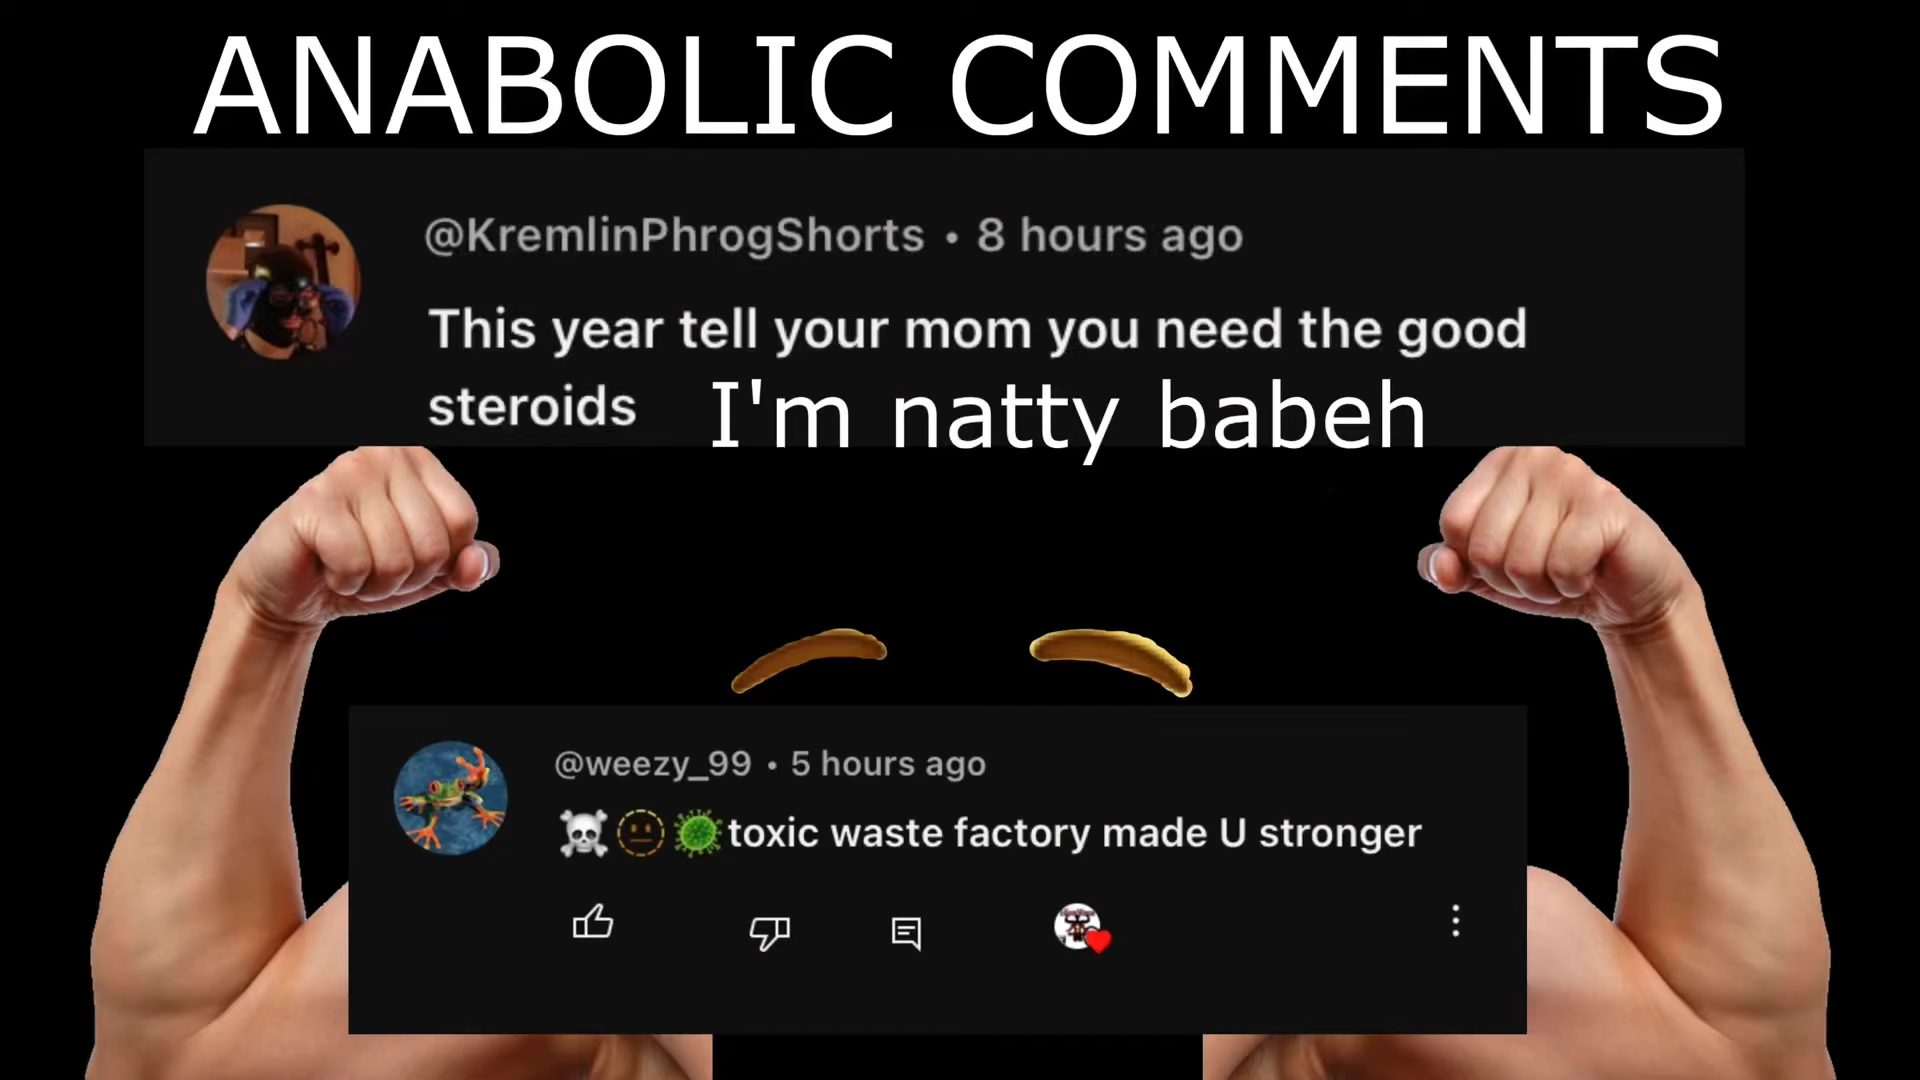 ANABOLIC COMMENTS
@KremlinPhrogShorts • 8 hours ago
This year tell your mom you need the good
steroids
I'm natty babeh
@weezy_99 • 5 hours ago
☠️🫥🦠toxic waste factory made U stronger